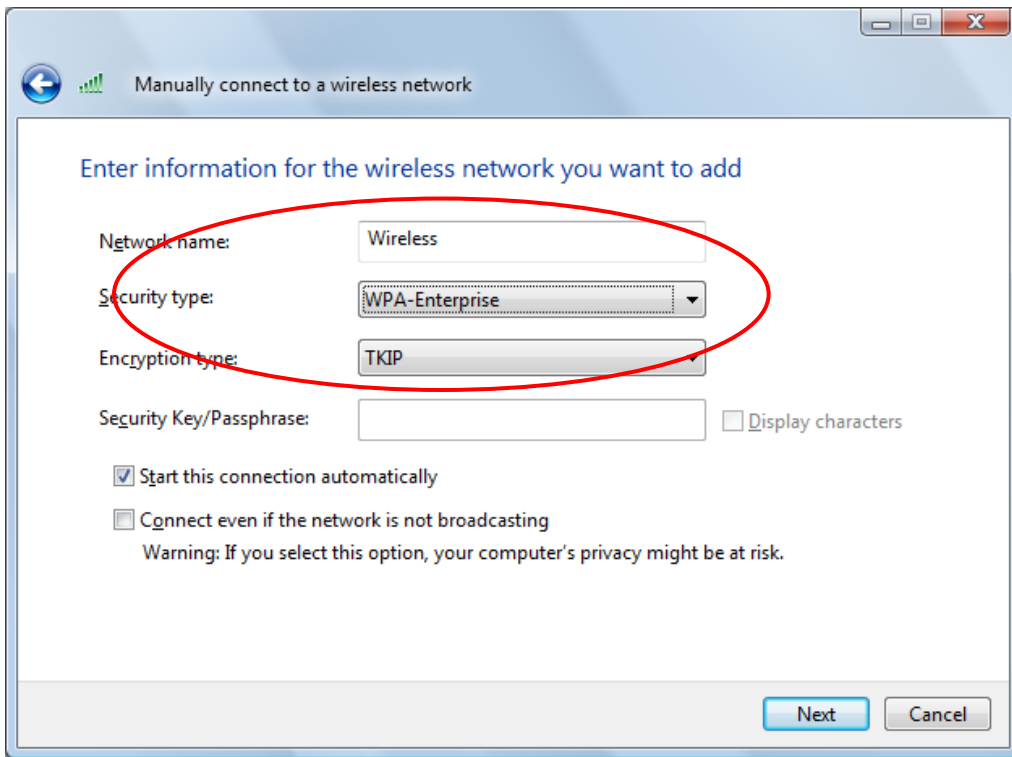 Manually connect to a wireless network
Enter information for the wireless network you want to add
Network name: Wireless
Security type: WPA-Enterprise
Encryption type: TKIP
Security Key/Passphrase: Display characters
Start this connection automatically
Connect even if the network is not broadcasting
Warning: If you select this option, your computer's privacy might be at risk.
Next Cancel